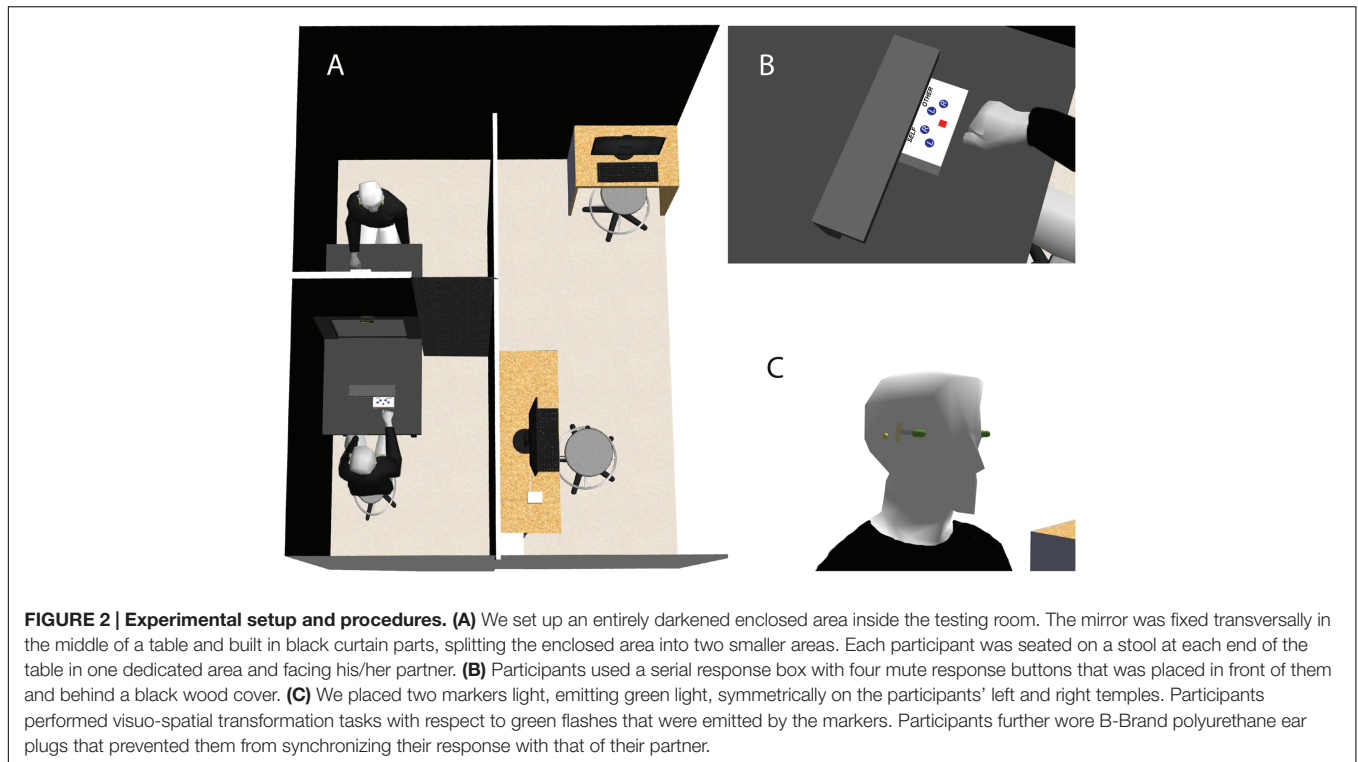 A
B
SELF
OTHER
L
R
L
R
C
FIGURE 2 | Experimental setup and procedures. (A) We set up an entirely darkened enclosed area inside the testing room. The mirror was fixed transversally in
the middle of a table and built in black curtain parts, splitting the enclosed area into two smaller areas. Each participant was seated on a stool at each end of the
table in one dedicated area and facing his/her partner. (B) Participants used a serial response box with four mute response buttons that was placed in front of them
and behind a black wood cover. (C) We placed two markers light, emitting green light, symmetrically on the participants' left and right temples. Participants
performed visuo-spatial transformation tasks with respect to green flashes that were emitted by the markers. Participants further wore B-Brand polyurethane ear
plugs that prevented them from synchronizing their response with that of their partner.